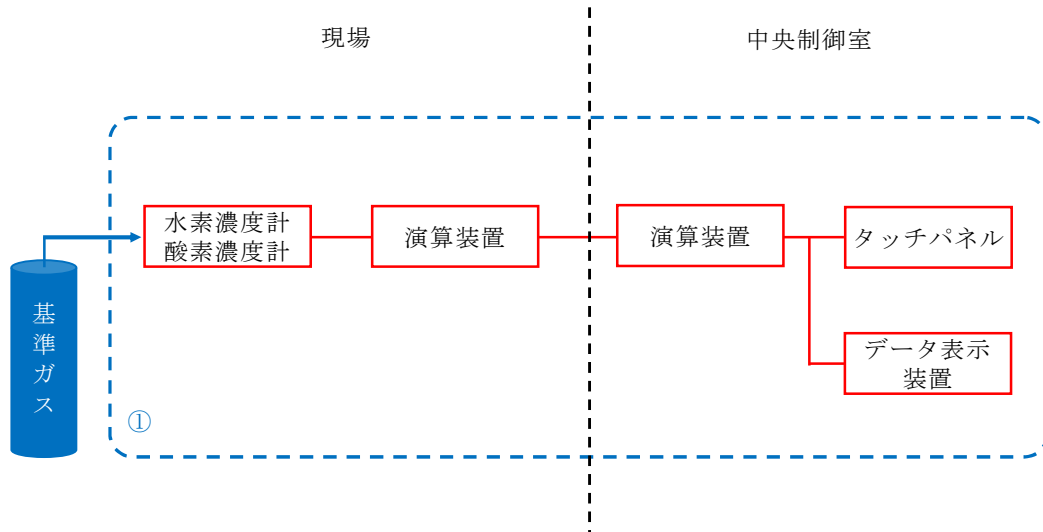 現場
中央制御室
水素濃度計
酸素濃度計
演算装置
演算装置
タッチパネル
データ表示
装置
基準ガス
①